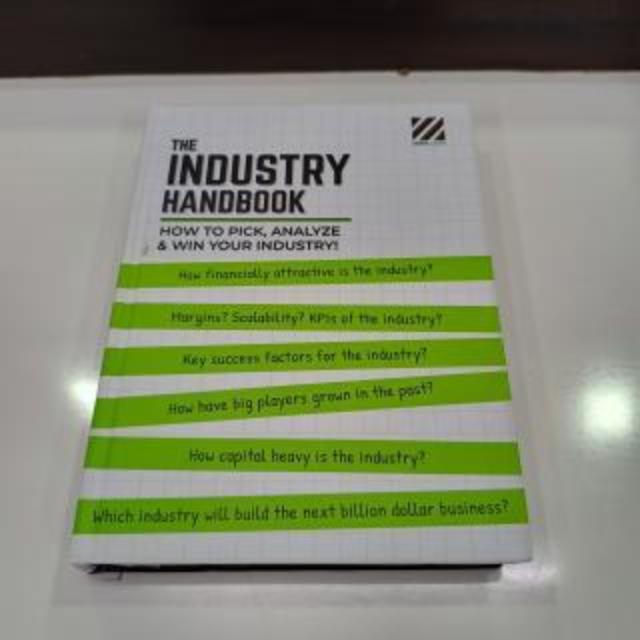 THE
INDUSTRY
HANDBOOK
HOW TO PICK, ANALYZE
& WIN YOUR INDUSTRY!
How financially attractive is the industry?
Margins? Scalability? KPIs of the industry?
Key success factors for the industry?
How have big players grown in the past?
How capital heavy is the industry?
Which industry will build the next billion dollar business?